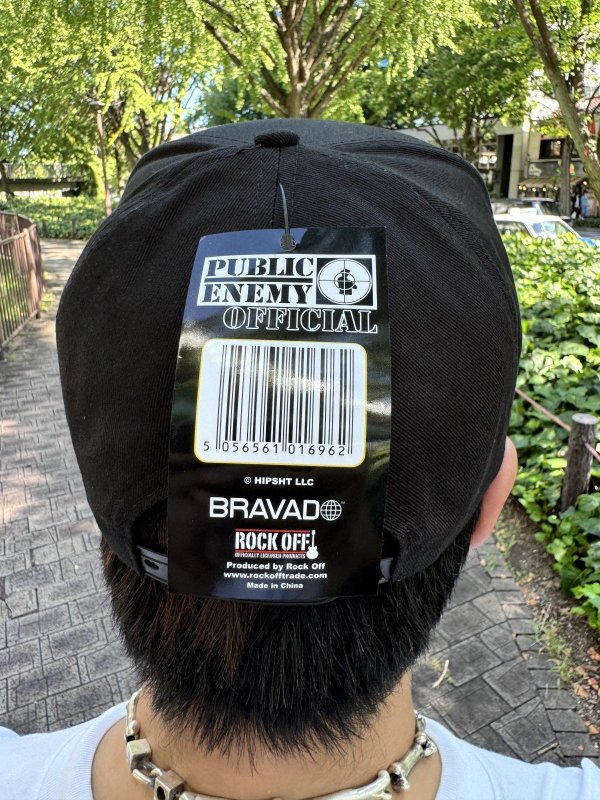 PUBLIC
ENEMY
OFFICIAL
5 056561 016962
© HIPSHT LLC
BRAVADO™
ROCK OFF!
OFFICIALLY LICENSED PRODUCTS
Produced by Rock Off
www.rockofftrade.com
Made in China